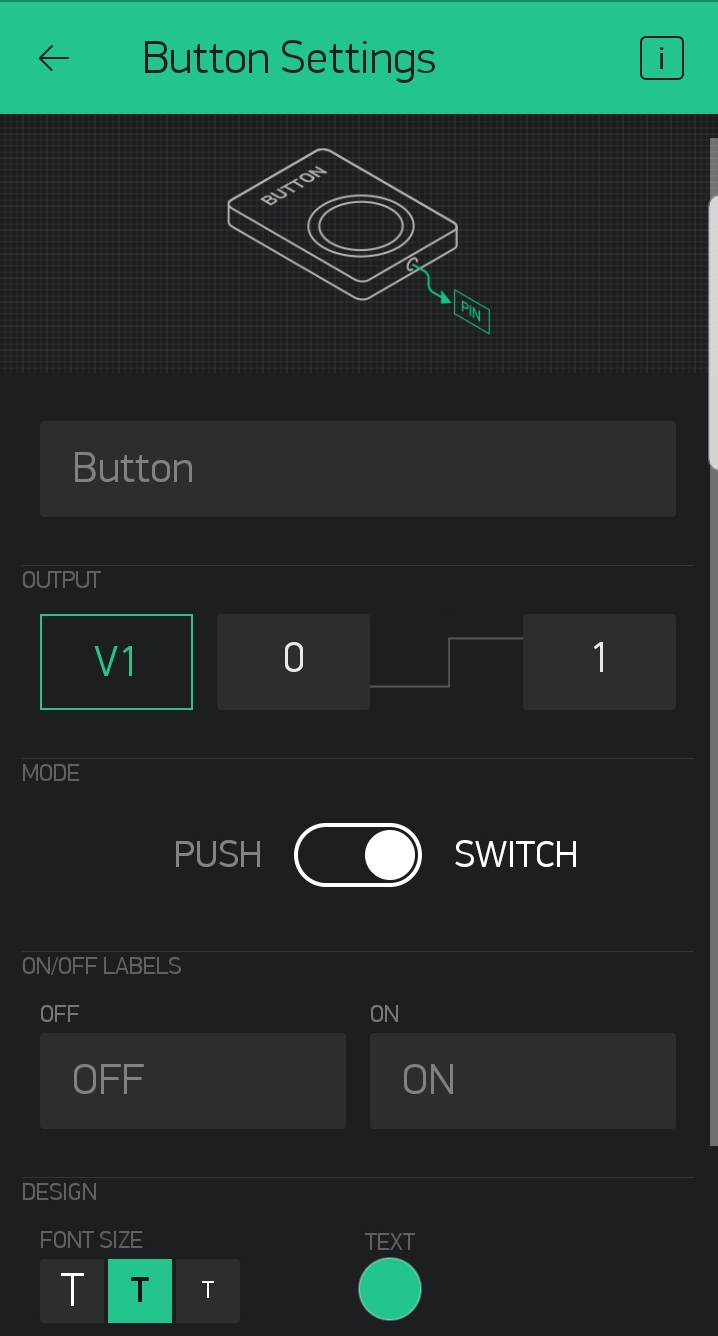 Button Settings
i
BUTTON
PIN
Button
OUTPUT
V1 0 1
MODE
PUSH SWITCH
ON/OFF LABELS
OFF ON
OFF ON
DESIGN
FONT SIZE TEXT
T T T